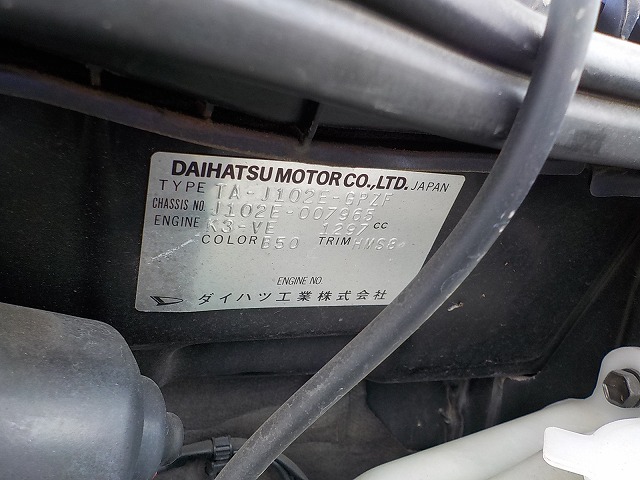 DAIHATSU MOTOR CO.,LTD. JAPAN
TYPE TA-J102E-GPZF
CHASSIS NO. J102E-007965
ENGINE K3-VE 1297 cc
COLOR B50 TRIM HVS8
ENGINE NO.
ダイハツ工業株式会社